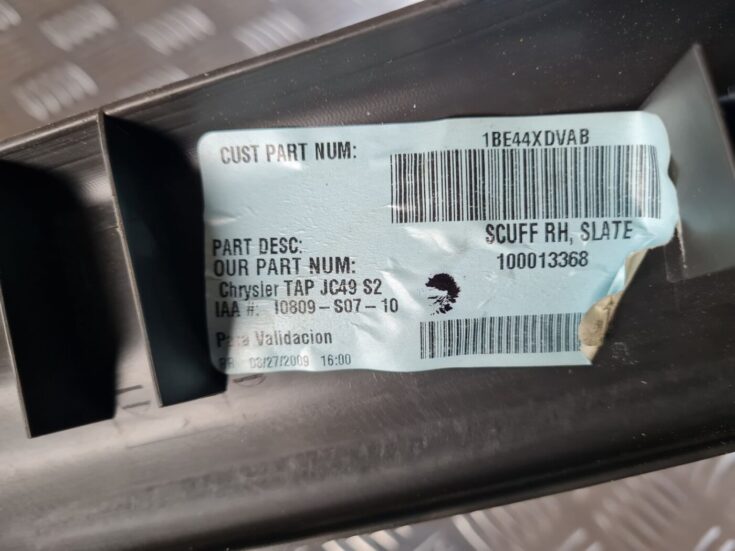 CUST PART NUM: 1BE44XDVAB
PART DESC: SCUFF RH, SLATE
OUR PART NUM: 100013368
Chrysler TAP JC49 S2
IAA #: I0809-S07-10
Para Validacion
03/27/2009 16:00